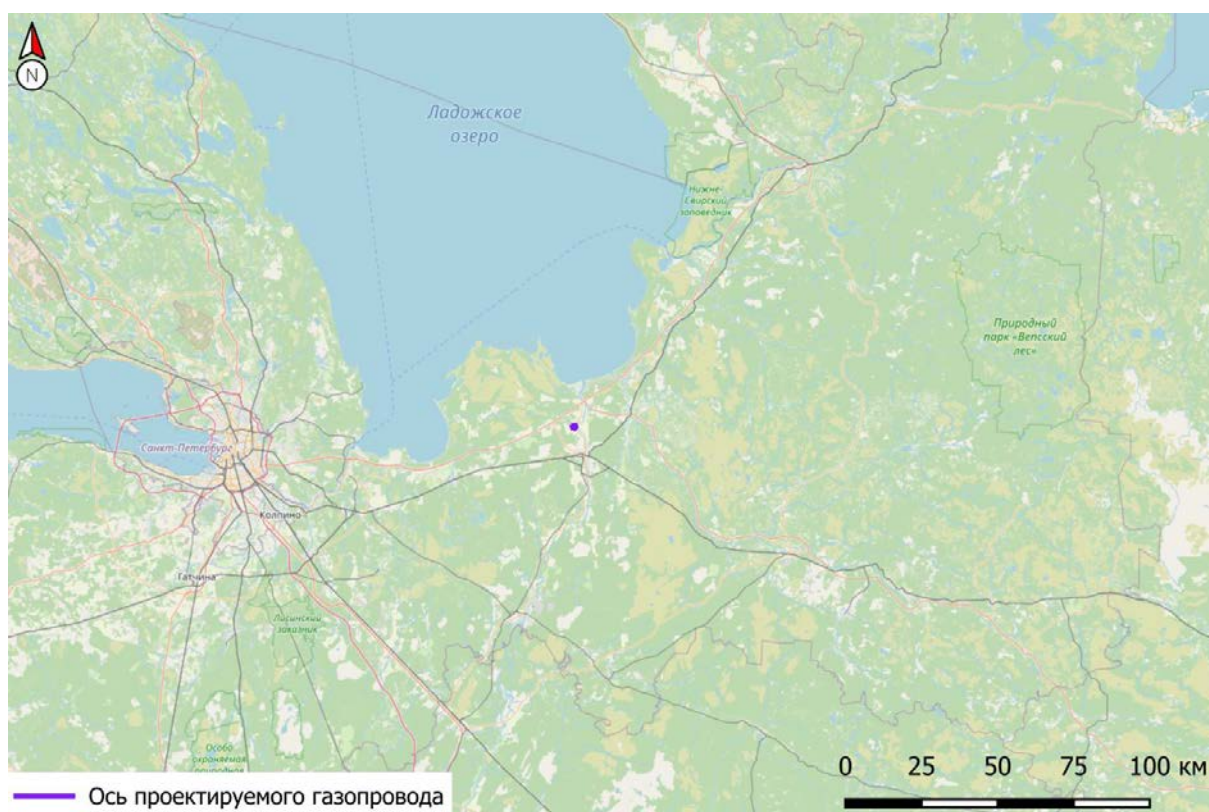 N
Ладожское
озеро
Нижне-
Свирский
заповедник
Природный
парк «Вепсский
лес»
Санкт-Петербург
Колпино
Гатчина
Лисинский
заказник
Особо
охраняемая
природная
0 25 50 75 100 км
Ось проектируемого газопровода